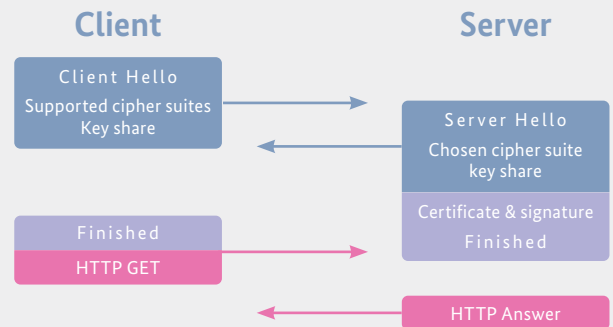 Client
Server
Client Hello
Supported cipher suites
Key share
Server Hello
Chosen cipher suite
key share
Certificate & signature
Finished
Finished
HTTP GET
HTTP Answer